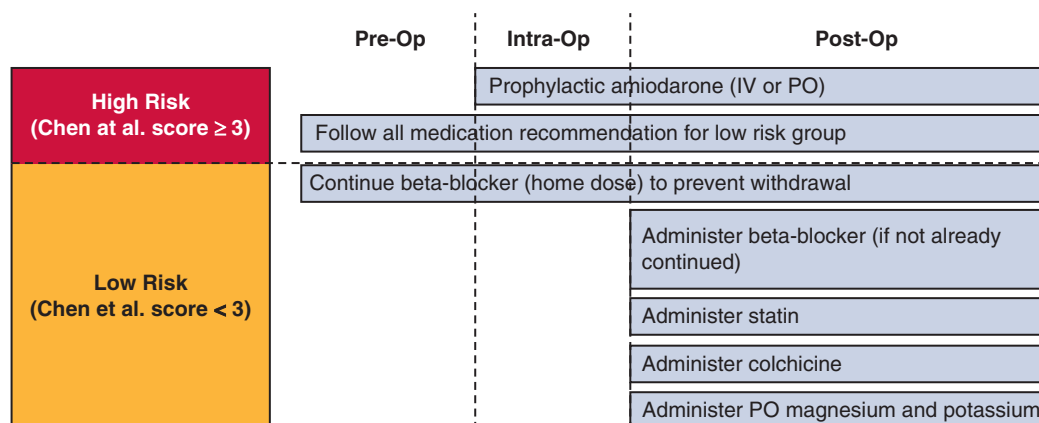 Pre-Op Intra-Op Post-Op
High Risk
(Chen at al. score ≥ 3)
Prophylactic amiodarone (IV or PO)
Follow all medication recommendation for low risk group
Low Risk
(Chen et al. score < 3)
Continue beta-blocker (home dose) to prevent withdrawal
Administer beta-blocker (if not already
continued)
Administer statin
Administer colchicine
Administer PO magnesium and potassium